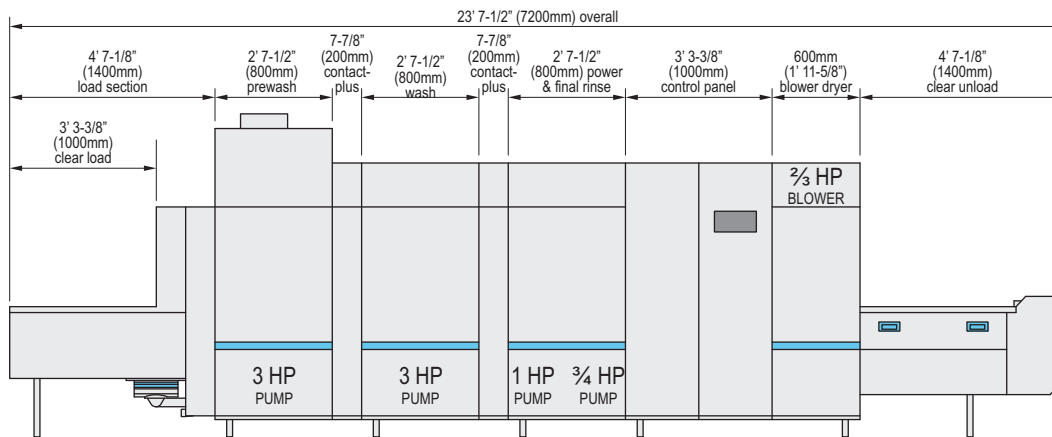 23' 7-1/2" (7200mm) overall
4' 7-1/8"
(1400mm)
load section
2' 7-1/2"
(800mm)
prewash
7-7/8"
(200mm)
contact-
plus
2' 7-1/2"
(800mm)
wash
7-7/8"
(200mm)
contact-
plus
2' 7-1/2"
(800mm) power
& final rinse
3' 3-3/8"
(1000mm)
control panel
600mm
(1' 11-5/8")
blower dryer
4' 7-1/8"
(1400mm)
clear unload
3' 3-3/8"
(1000mm)
clear load
⅔ HP
BLOWER
3 HP
PUMP
3 HP
PUMP
1 HP
PUMP
¾ HP
PUMP